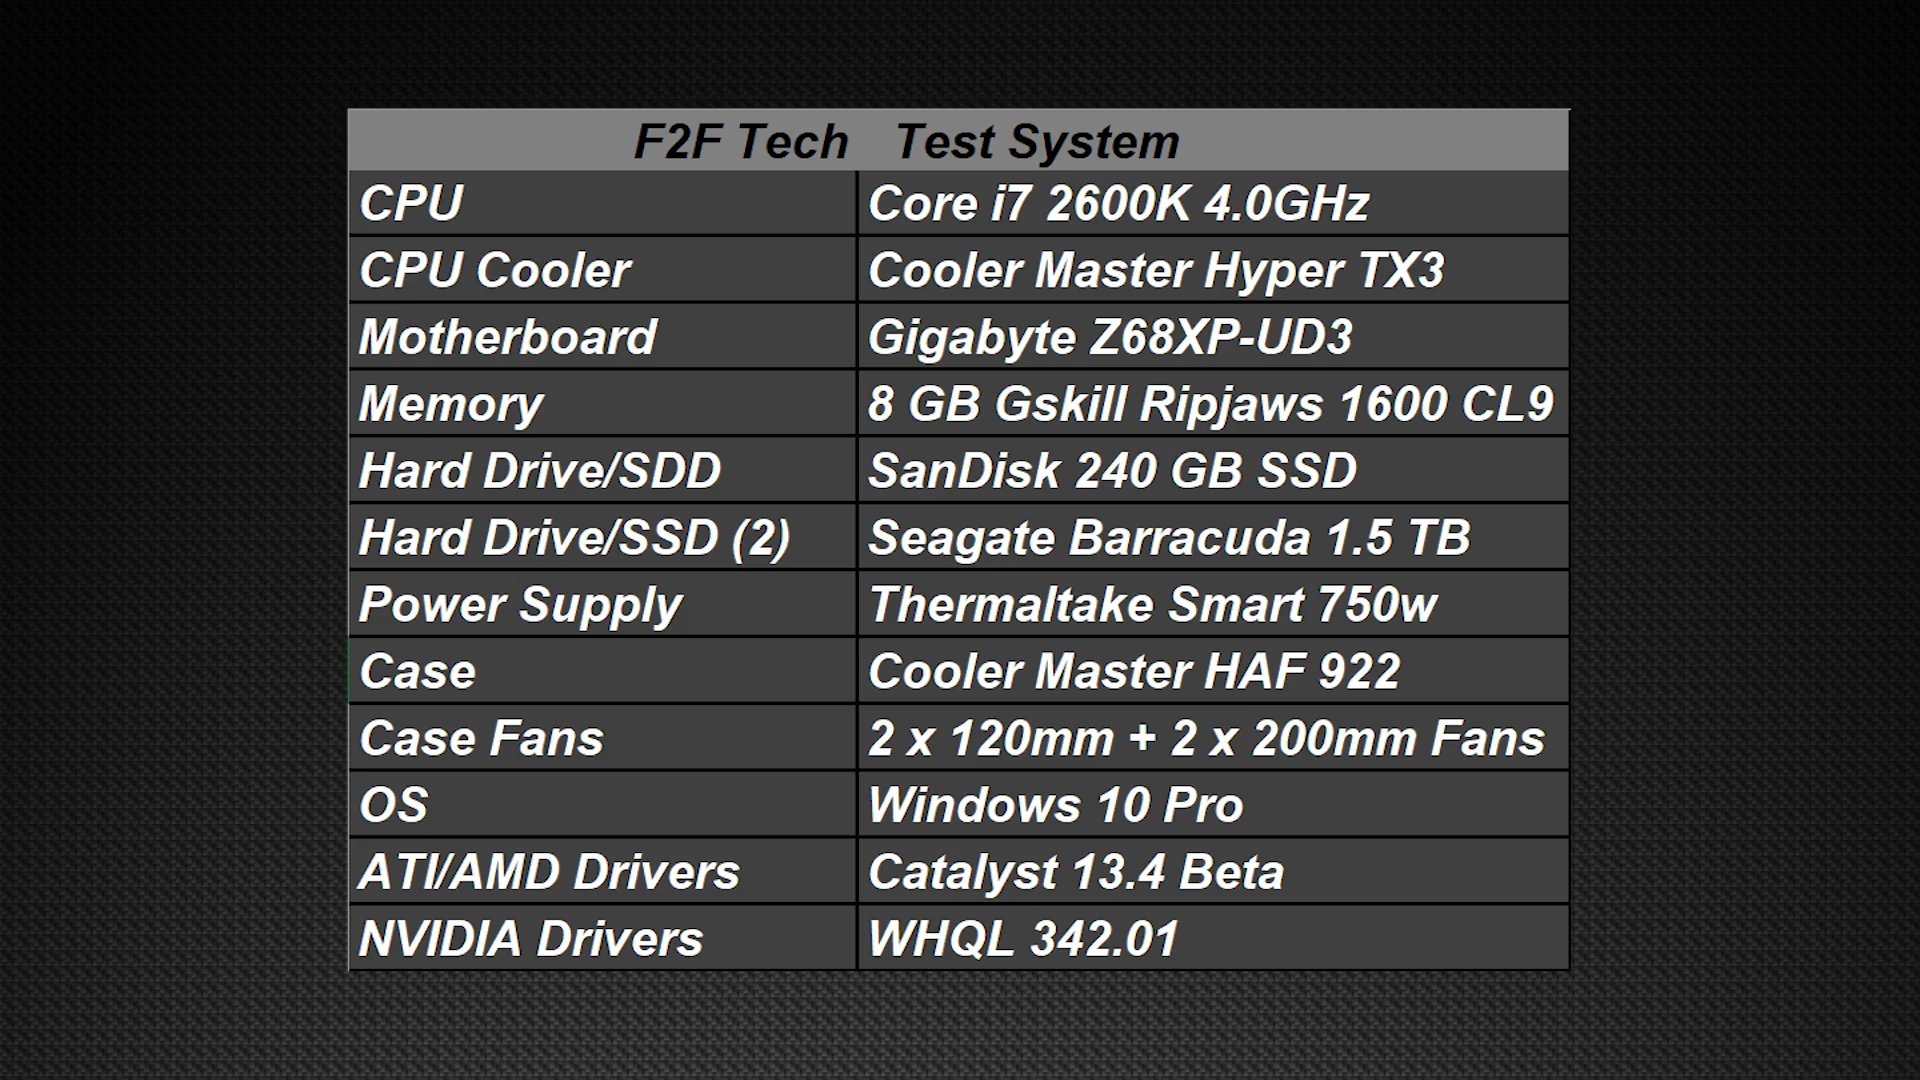 F2F Tech Test System
CPU Core i7 2600K 4.0GHz
CPU Cooler Cooler Master Hyper TX3
Motherboard Gigabyte Z68XP-UD3
Memory 8 GB Gskill Ripjaws 1600 CL9
Hard Drive/SDD SanDisk 240 GB SSD
Hard Drive/SSD (2) Seagate Barracuda 1.5 TB
Power Supply Thermaltake Smart 750w
Case Cooler Master HAF 922
Case Fans 2 x 120mm + 2 x 200mm Fans
OS Windows 10 Pro
ATI/AMD Drivers Catalyst 13.4 Beta
NVIDIA Drivers WHQL 342.01